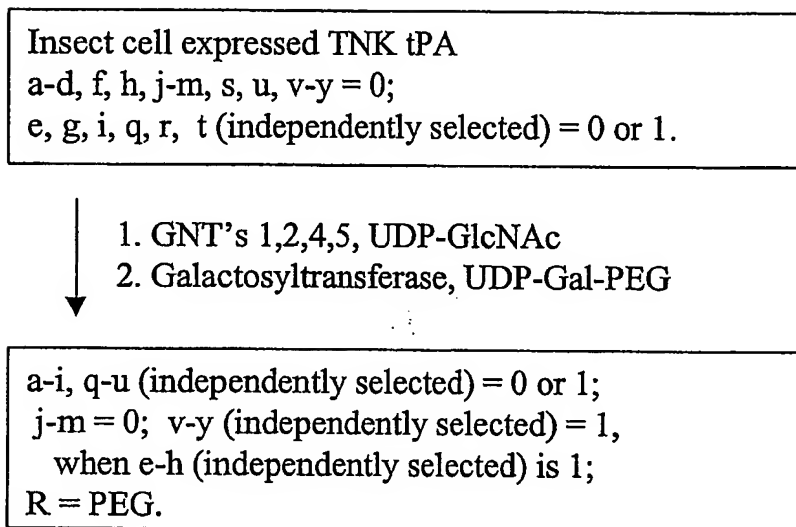 Insect cell expressed TNK tPA
a-d, f, h, j-m, s, u, v-y = 0;
e, g, i, q, r, t (independently selected) = 0 or 1.
1. GNT's 1,2,4,5, UDP-GlcNAc
2. Galactosyltransferase, UDP-Gal-PEG
a-i, q-u (independently selected) = 0 or 1;
j-m = 0; v-y (independently selected) = 1,
when e-h (independently selected) is 1;
R = PEG.